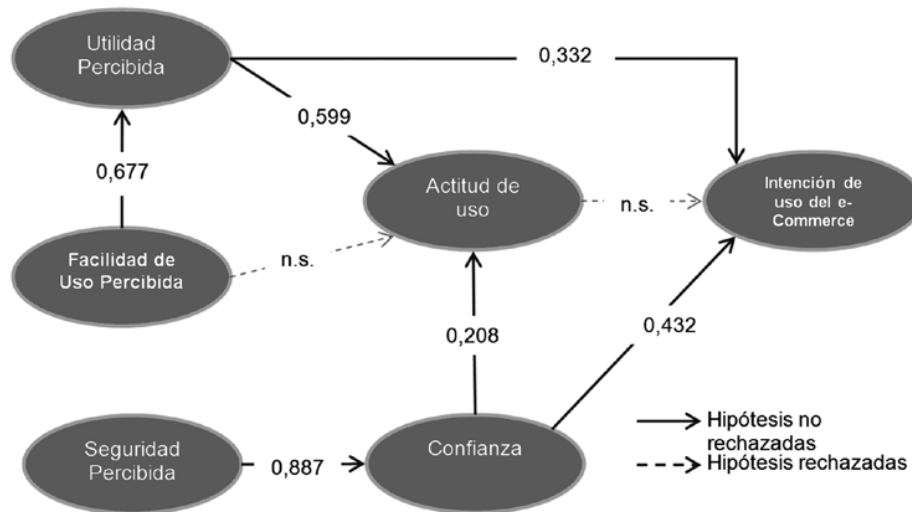 Utilidad
Percibida
0,332
0,599
0,677
Actitud de
uso
n.s.
Intención de
uso del e-
Commerce
Facilidad de
Uso Percibida
n.s.
0,208
0,432
Seguridad
Percibida
0,887
Confianza
Hipótesis no
rechazadas
Hipótesis rechazadas